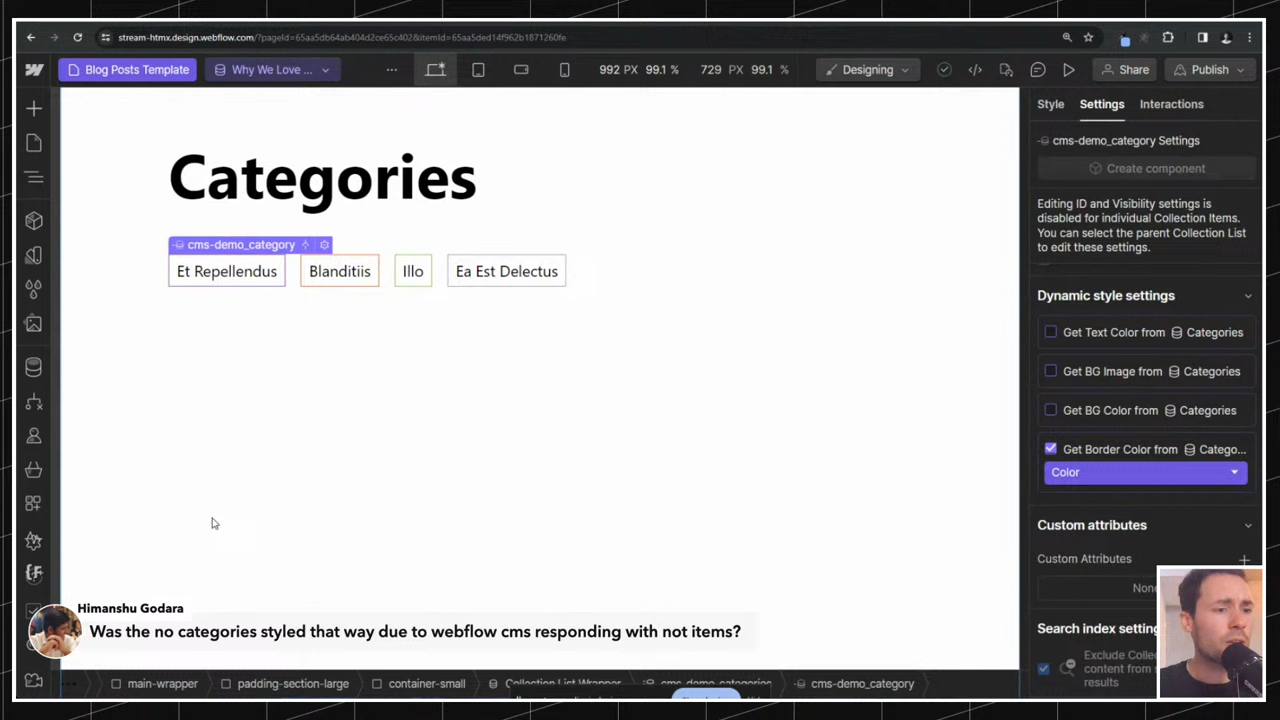 stream-htmx.design.webflow.com/?pageId=65aa5db64ab404d2ce65c402&itemId=65aa5ded14f962b1871260fe
Blog Posts Template
Why We Love ...
992 PX 99.1 % 729 PX 99.1 %
Designing
Share
Publish
Style Settings Interactions
cms-demo_category Settings
Create component
Editing ID and Visibility settings is
disabled for individual Collection Items.
You can select the parent Collection List
to edit these settings.
Categories
cms-demo_category
Et Repellendus
Blanditiis
Illo
Ea Est Delectus
Dynamic style settings
Get Text Color from Categories
Get BG Image from Categories
Get BG Color from Categories
Get Border Color from Catego...
Color
Custom attributes
Custom Attributes
Himanshu Godara
Was the no categories styled that way due to webflow cms responding with not items?
Exclude
results
main-wrapper
padding-section-large
container-small
Collection List Wrapper
cms-demo_categories
cms-demo_category